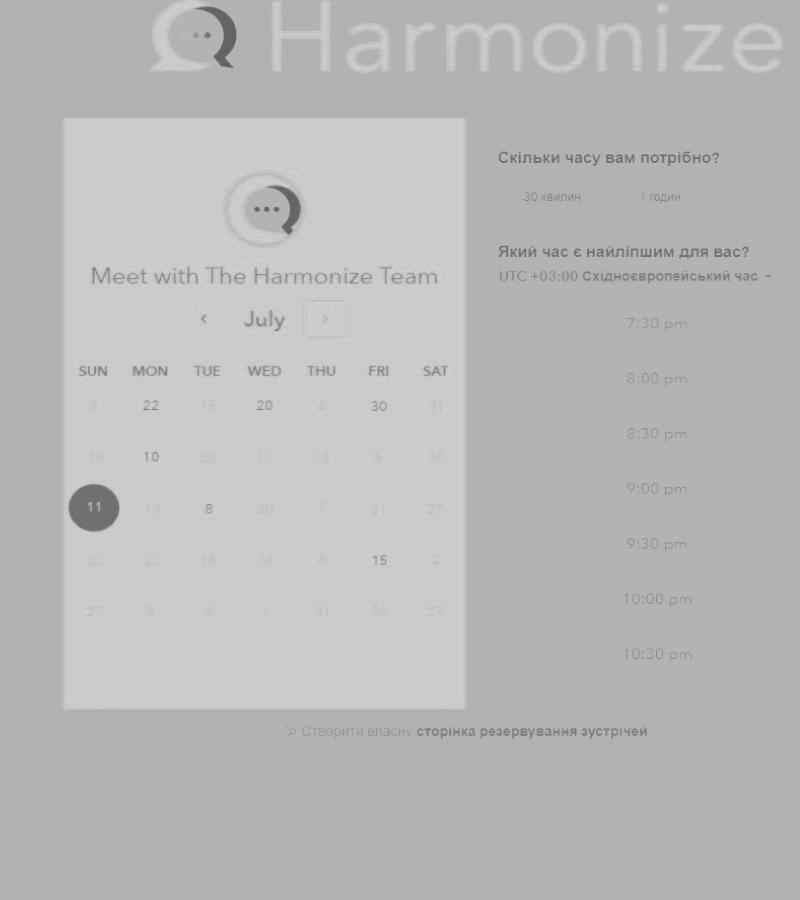 Harmonize
Meet with The Harmonize Team
July
SUN MON TUE WED THU FRI SAT
6 22 15 20 4 30 31
10 10 28 11 18 5 30
11 10 8 20 7 21 27
22 22 18 16 6 15 2
27 5 6 1 31 30 27
Скільки часу вам потрібно?
30 хвилин 1 годин
Який час є найліпшим для вас?
UTC +03:00 Східноєвропейський час
7:30 pm
8:00 pm
8:30 pm
9:00 pm
9:30 pm
10:00 pm
10:30 pm
Створити власну сторінка резервування зустрічей